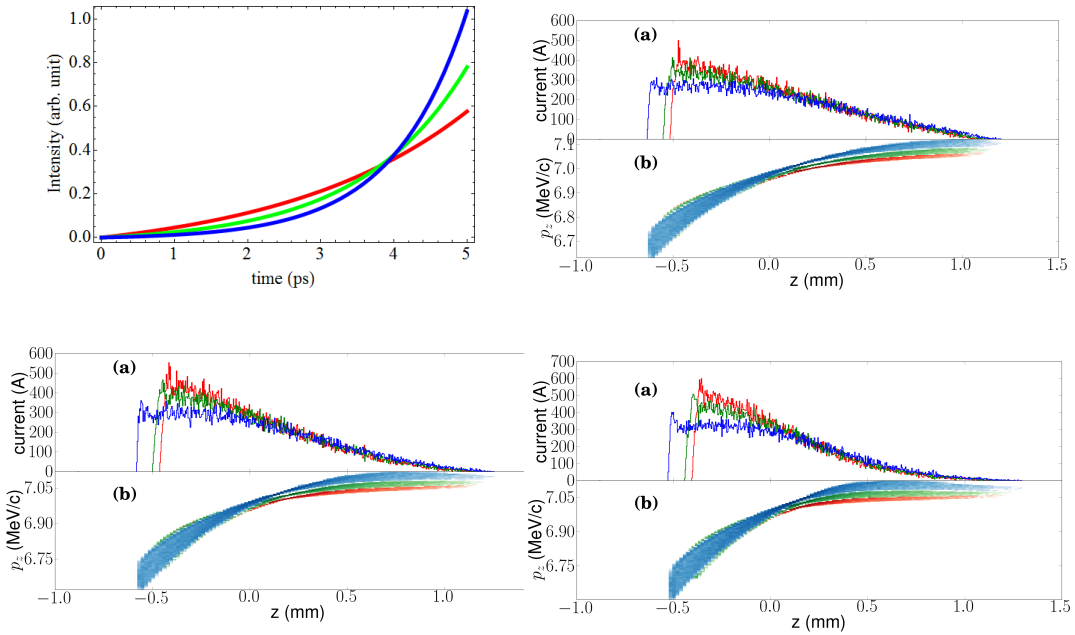 1.0
0.8
0.6
0.4
0.2
0.0
Intensity (arb. unit)
0 1 2 3 4 5
time (ps)
600
500
400
300
200
100
0
current (A)
(a)
7.1
7.0
6.9
6.8
6.7
p_z (MeV/c)
(b)
−1.0 −0.5 0.0 0.5 1.0 1.5
z (mm)
600
500
400
300
200
100
0
current (A)
(a)
7.05
6.90
6.75
p_z (MeV/c)
(b)
−1.0 −0.5 0.0 0.5 1.0
z (mm)
700
600
500
400
300
200
100
0
current (A)
(a)
7.05
6.90
6.75
p_z (MeV/c)
(b)
−1.0 −0.5 0.0 0.5 1.0 1.5
z (mm)